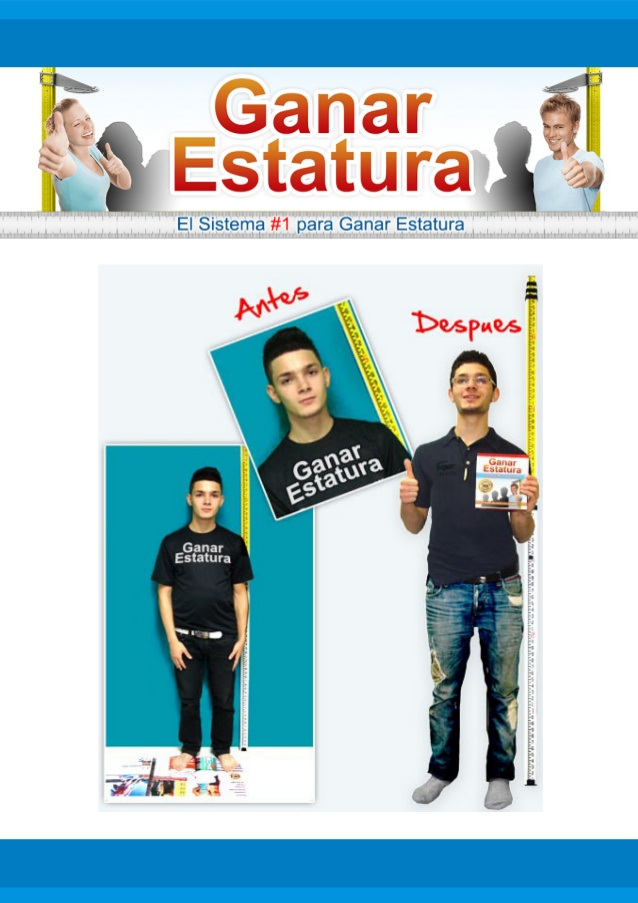 Ganar
Estatura
El Sistema #1 para Ganar Estatura
Antes
Despues
Ganar
Estatura
Ganar
Estatura
Ganar
Estatura